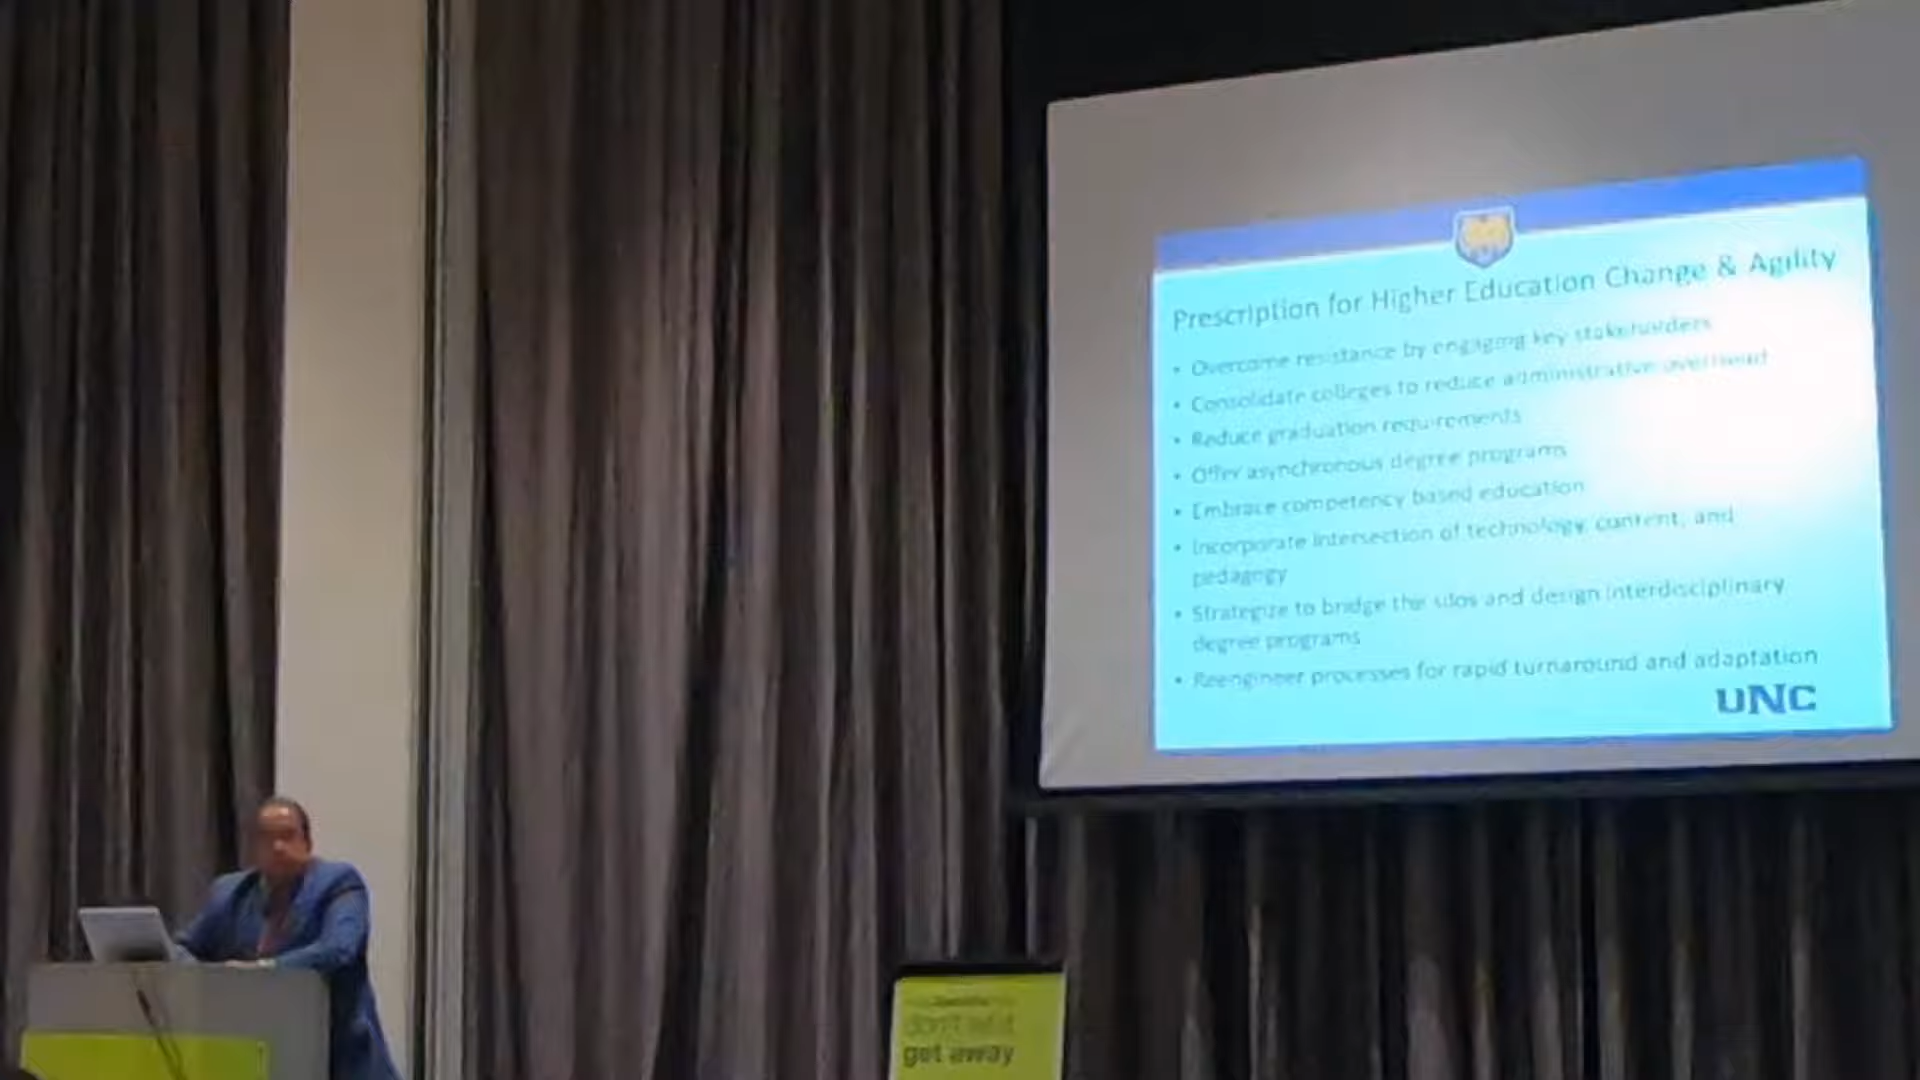 Prescription for Higher Education Change & Agility
• Overcome resistance by engaging key stakeholders
• Consolidate colleges to reduce administrative overhead
• Reduce graduation requirements
• Offer asynchronous degree programs
• Embrace competency based education
• Incorporate intersection of technology, content, and
pedagogy
• Strategize to bridge the silos and design interdisciplinary
degree programs
• Reengineer processes for rapid turnaround and adaptation
UNC
don't
get away